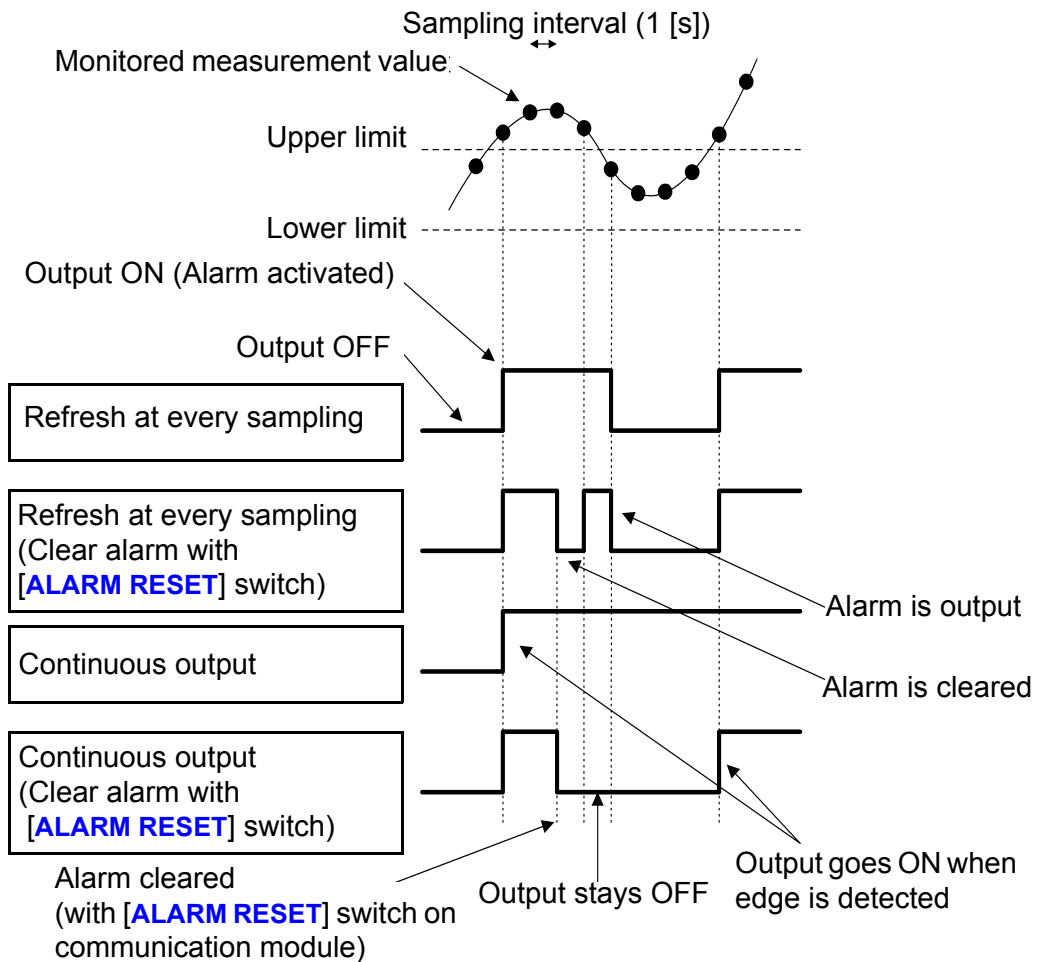 Sampling interval (1 [s])
Monitored measurement value
Upper limit
Lower limit
Output ON (Alarm activated)
Output OFF
Refresh at every sampling
Refresh at every sampling
(Clear alarm with
[ALARM RESET] switch)
Alarm is output
Continuous output
Alarm is cleared
Continuous output
(Clear alarm with
[ALARM RESET] switch)
Alarm cleared
(with [ALARM RESET] switch on
communication module)
Output stays OFF
Output goes ON when
edge is detected